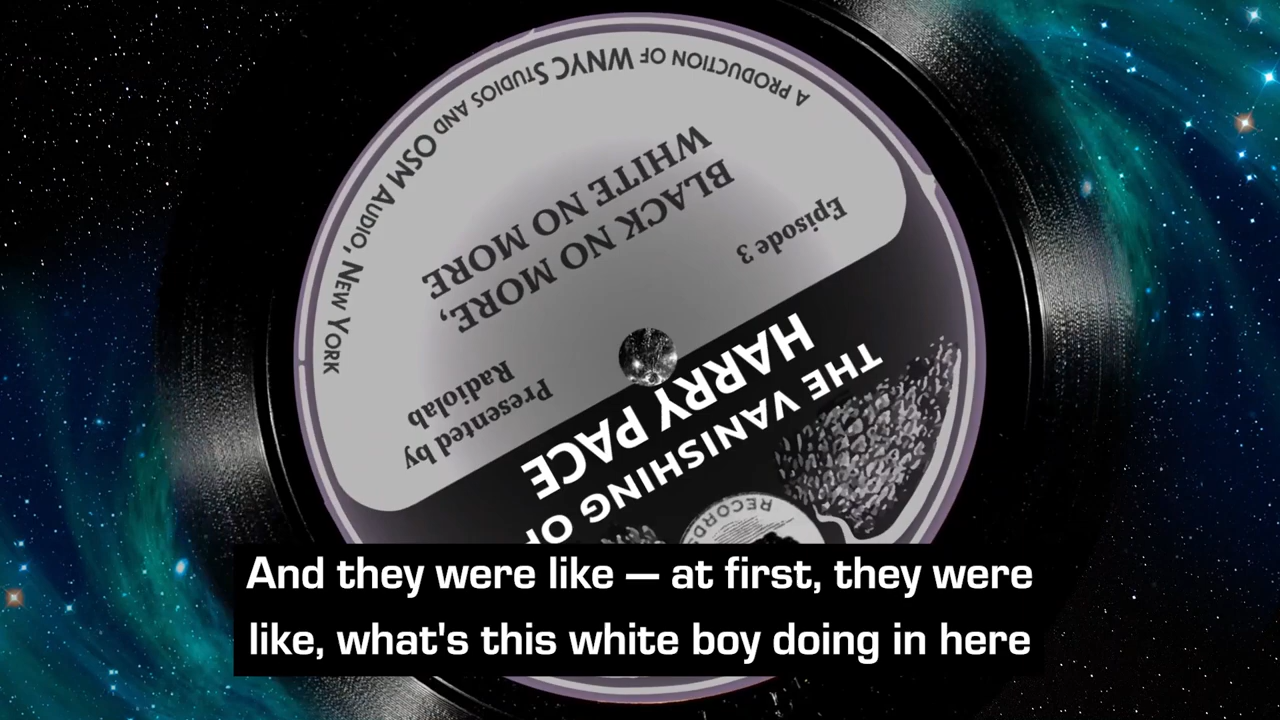 THE VANISHING OF
HARRY PACE
Presented by
Radiolab
Episode 3
BLACK NO MORE,
WHITE NO MORE
A PRODUCTION OF WNYC STUDIOS AND OSM AUDIO, NEW YORK
RECORDS
And they were like — at first, they were
like, what's this white boy doing in here